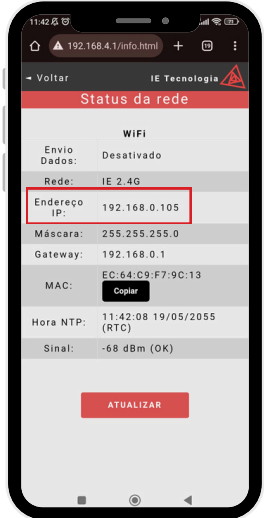 11:42
192.168.4.1/info.html
19
◄ Voltar
IE Tecnologia
Status da rede
WiFi
Envio
Dados:
Desativado
Rede:
IE 2.4G
Endereço
IP:
192.168.0.105
Máscara:
255.255.255.0
Gateway:
192.168.0.1
MAC:
EC:64:C9:F7:9C:13
Copiar
Hora NTP:
11:42:08 19/05/2055
(RTC)
Sinal:
-68 dBm (OK)
ATUALIZAR